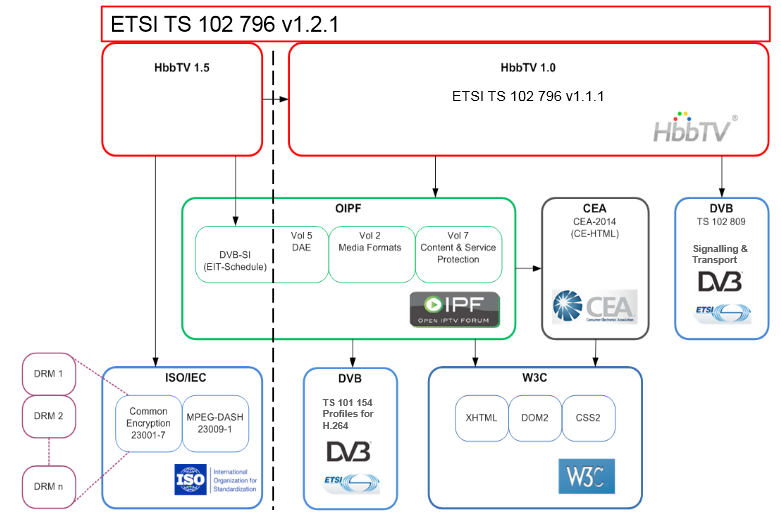 ETSI TS 102 796 v1.2.1
HbbTV 1.5
HbbTV 1.0
ETSI TS 102 796 v1.1.1
HbbTV®
OIPF
DVB-SI
(EIT-Schedule)
Vol 5
DAE
Vol 2
Media Formats
Vol 7
Content & Service
Protection
OIPF
OPEN IPTV FORUM
CEA
CEA-2014
(CE-HTML)
CEA
Consumer Electronics Association
DVB
TS 102 809
Signalling &
Transport
DVB
ETSI
DRM 1
DRM 2
DRM n
ISO/IEC
Common
Encryption
23001-7
MPEG-DASH
23009-1
ISO
International
Organization for
Standardization
DVB
TS 101 154
Profiles for
H.264
DVB
ETSI
W3C
XHTML
DOM2
CSS2
W3C